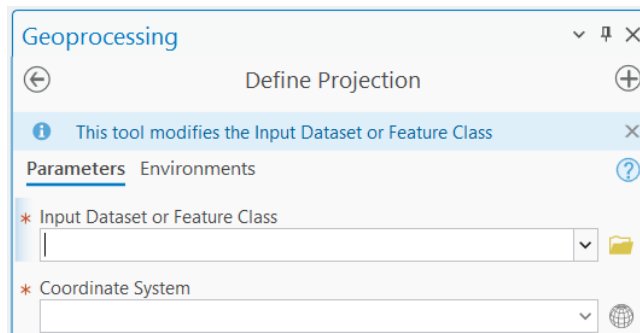 Geoprocessing
Define Projection
This tool modifies the Input Dataset or Feature Class
Parameters Environments
* Input Dataset or Feature Class
* Coordinate System